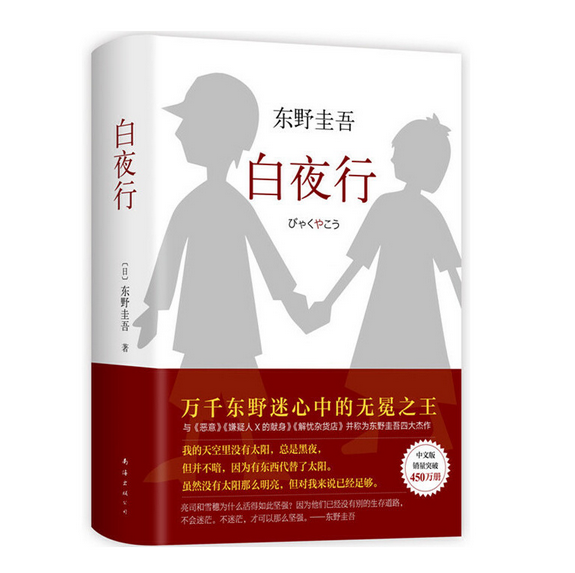 白夜行
〔日〕东野圭吾 著
南海出版公司
东野圭吾
白夜行
びゃくやこう
万千东野迷心中的无冕之王
与《恶意》《嫌疑人X的献身》《解忧杂货店》并称为东野圭吾四大杰作
我的天空里没有太阳，总是黑夜，
但并不暗，因为有东西代替了太阳。
虽然没有太阳那么明亮，但对我来说已经足够。
亮司和雪穗为什么活得如此坚强？因为他们已经没有别的生存道路，
不会迷茫。不迷茫，才可以那么坚强。——东野圭吾
中文版
销量突破
450万册